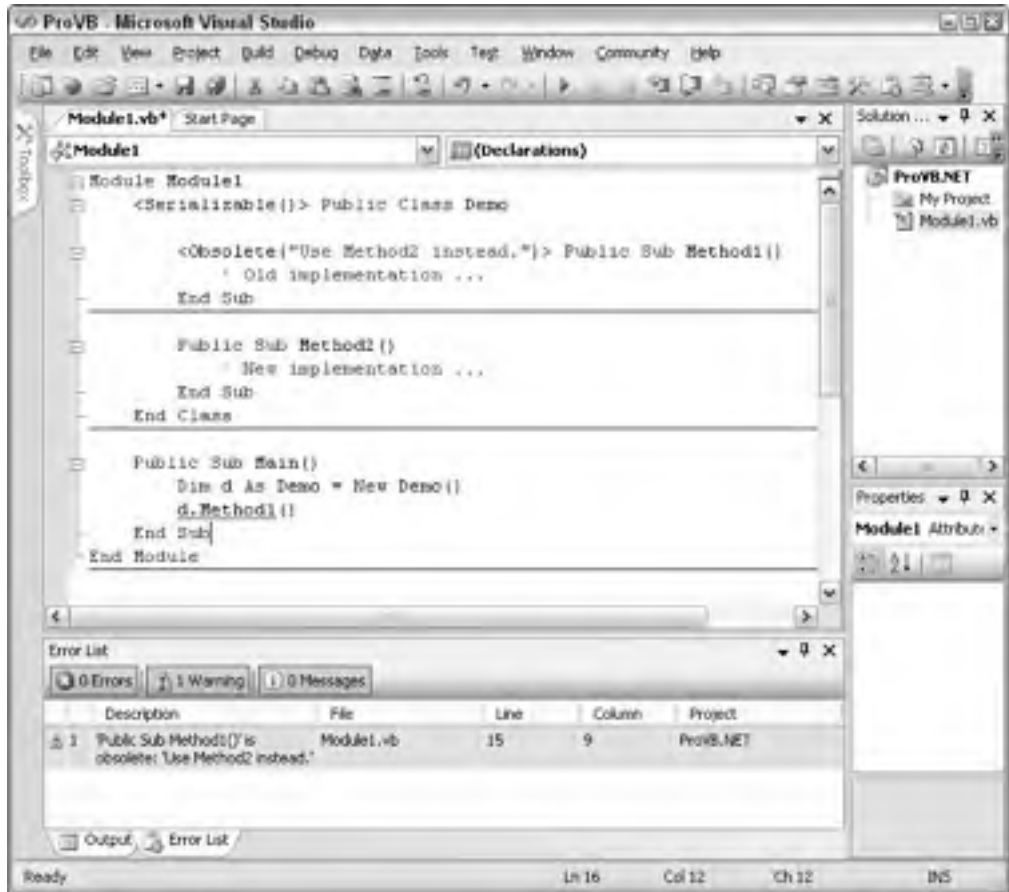 ProVB - Microsoft Visual Studio
File Edit View Project Build Debug Data Tools Test Window Community Help
Toolbox
Module1.vb* Start Page
Module1 (Declarations)
Module Module1
<Serializable()> Public Class Demo
<Obsolete("Use Method2 instead.")> Public Sub Method1()
' Old implementation ...
End Sub
Public Sub Method2()
' New implementation ...
End Sub
End Class
Public Sub Main()
Dim d As Demo = New Demo()
d.Method1()
End Sub
End Module
Solution ...
ProVB.NET
My Project
Module1.vb
Properties
Module1 Attribute
Error List
0 Errors 1 Warning 0 Messages
Description File Line Column Project
1 'Public Sub Method1()' is obsolete: 'Use Method2 instead.' Module1.vb 15 9 ProVB.NET
Output Error List
Ready Ln 16 Col 12 Ch 12 INS